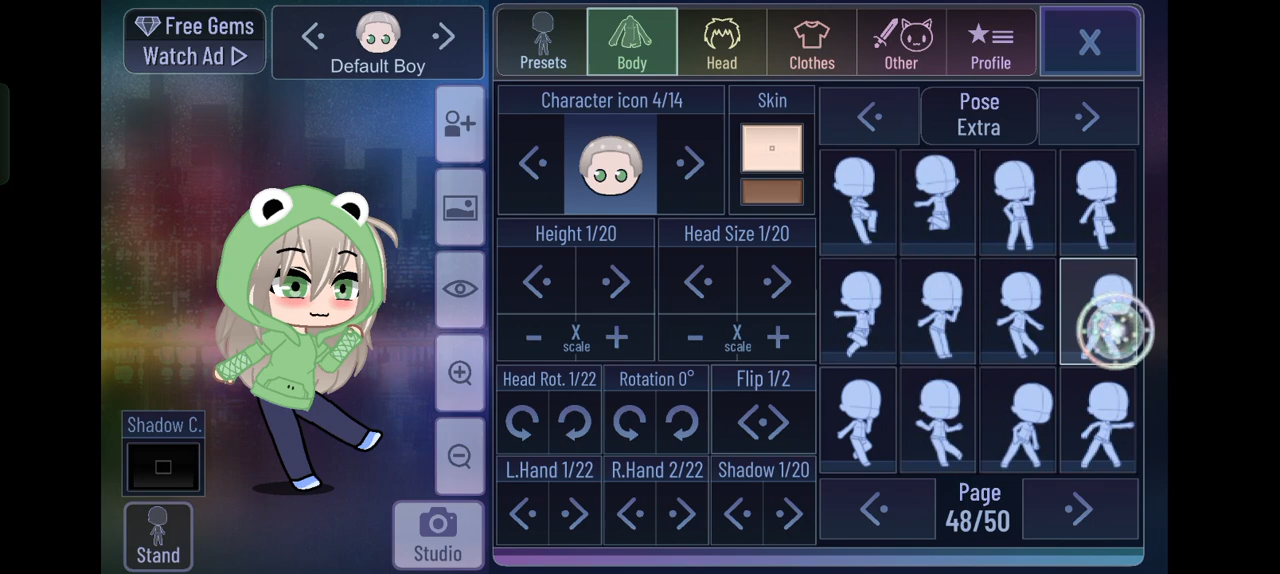 Free Gems
Watch Ad
Default Boy
Presets
Body
Head
Clothes
Other
Profile
X
Character icon 4/14
Skin
Pose
Extra
Height 1/20
Head Size 1/20
- X scale +
- X scale +
Head Rot. 1/22
Rotation 0°
Flip 1/2
L.Hand 1/22
R.Hand 2/22
Shadow 1/20
Page
48/50
Shadow C.
Stand
Studio